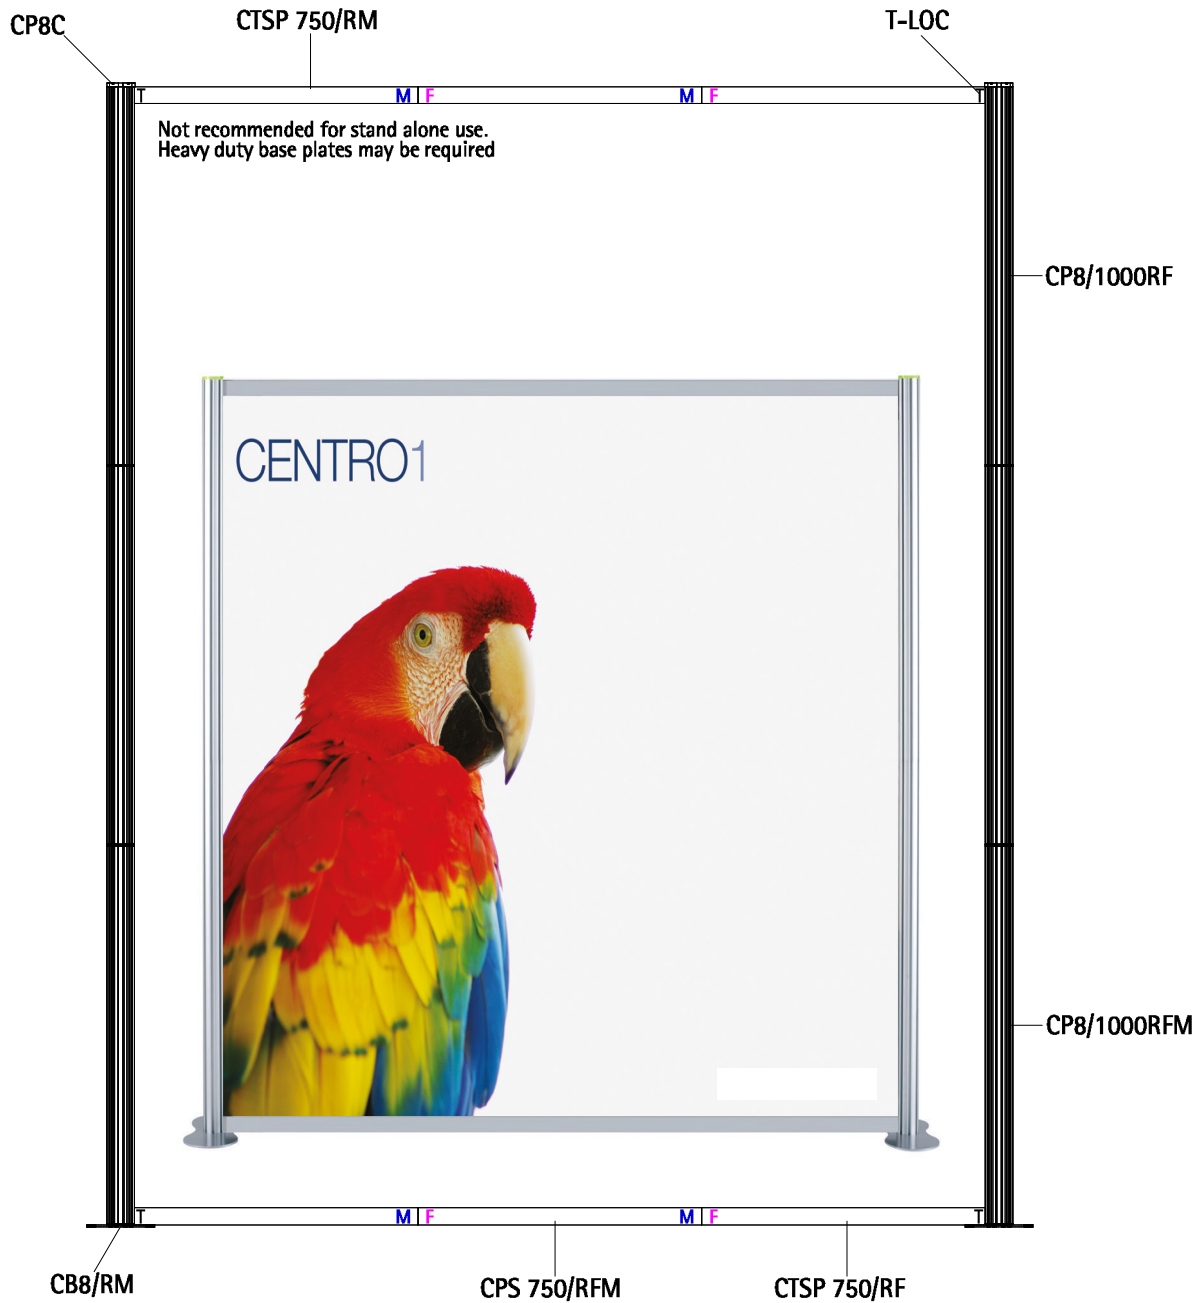 CP8C
CTSP 750/RM
T-LOC
T M F M F T
Not recommended for stand alone use.
Heavy duty base plates may be required
CP8/1000RF
CENTRO1
CP8/1000RFM
T M F M F T
CB8/RM
CPS 750/RFM
CTSP 750/RF